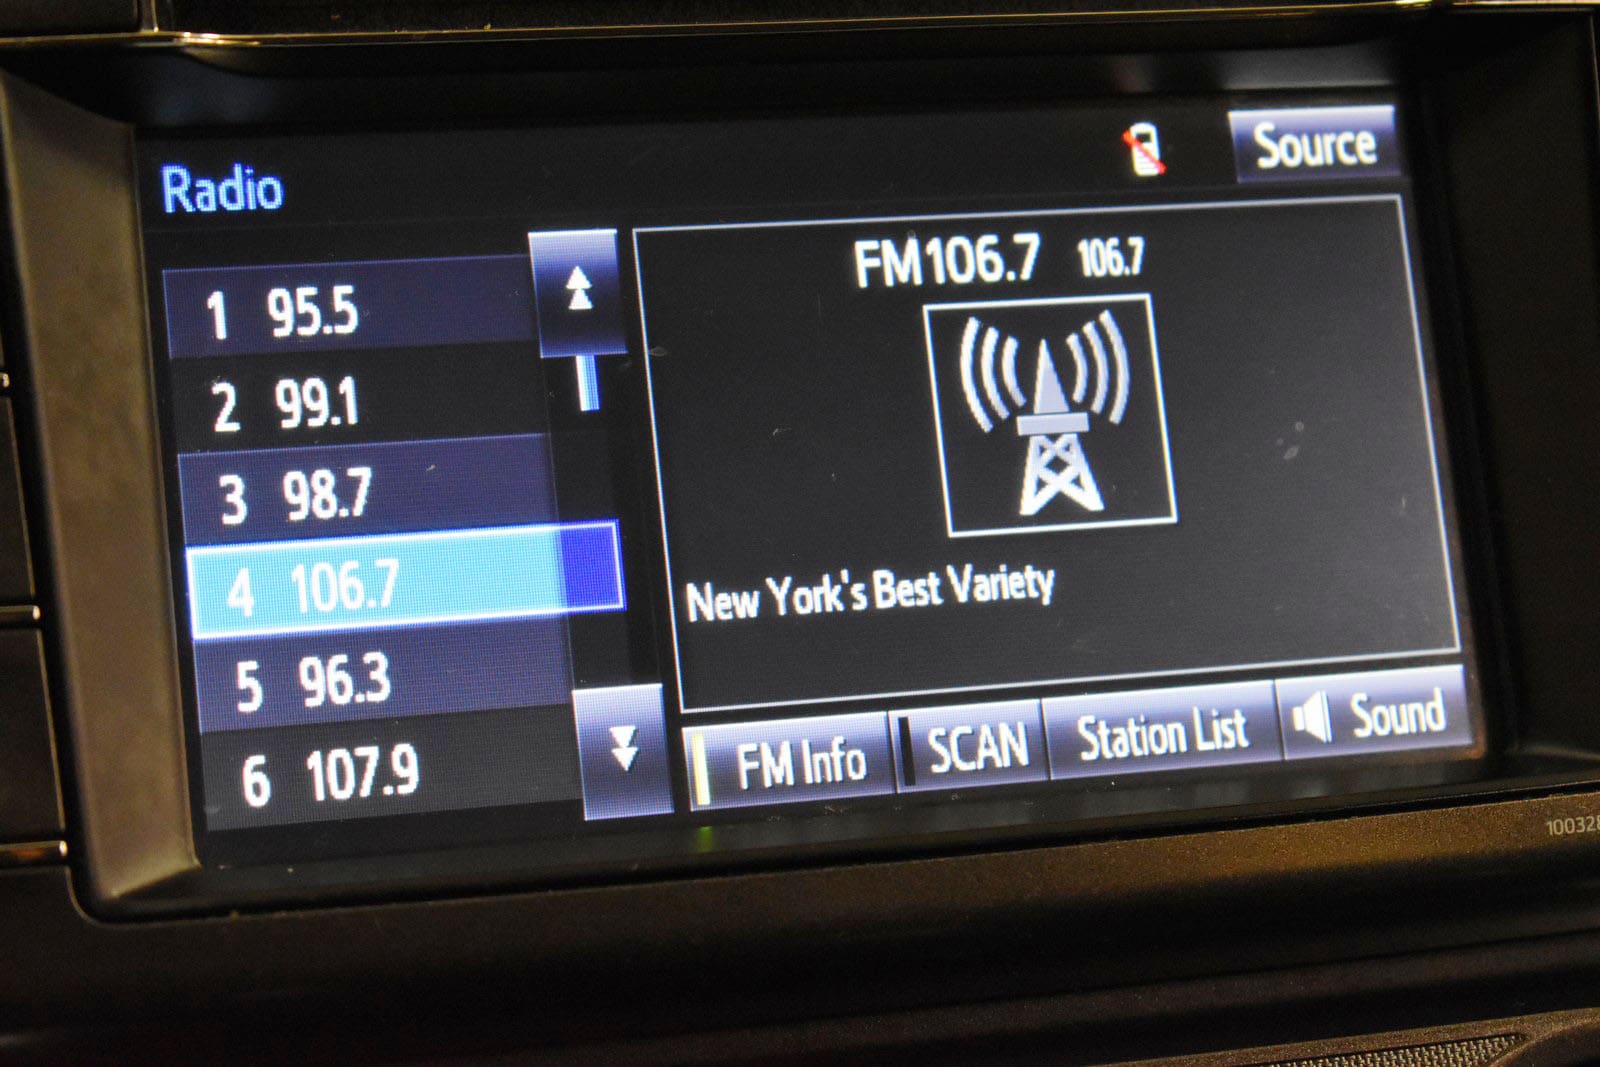 Radio
Source
1 95.5
2 99.1
3 98.7
4 106.7
5 96.3
6 107.9
FM106.7 106.7
New York's Best Variety
FM Info
SCAN
Station List
Sound